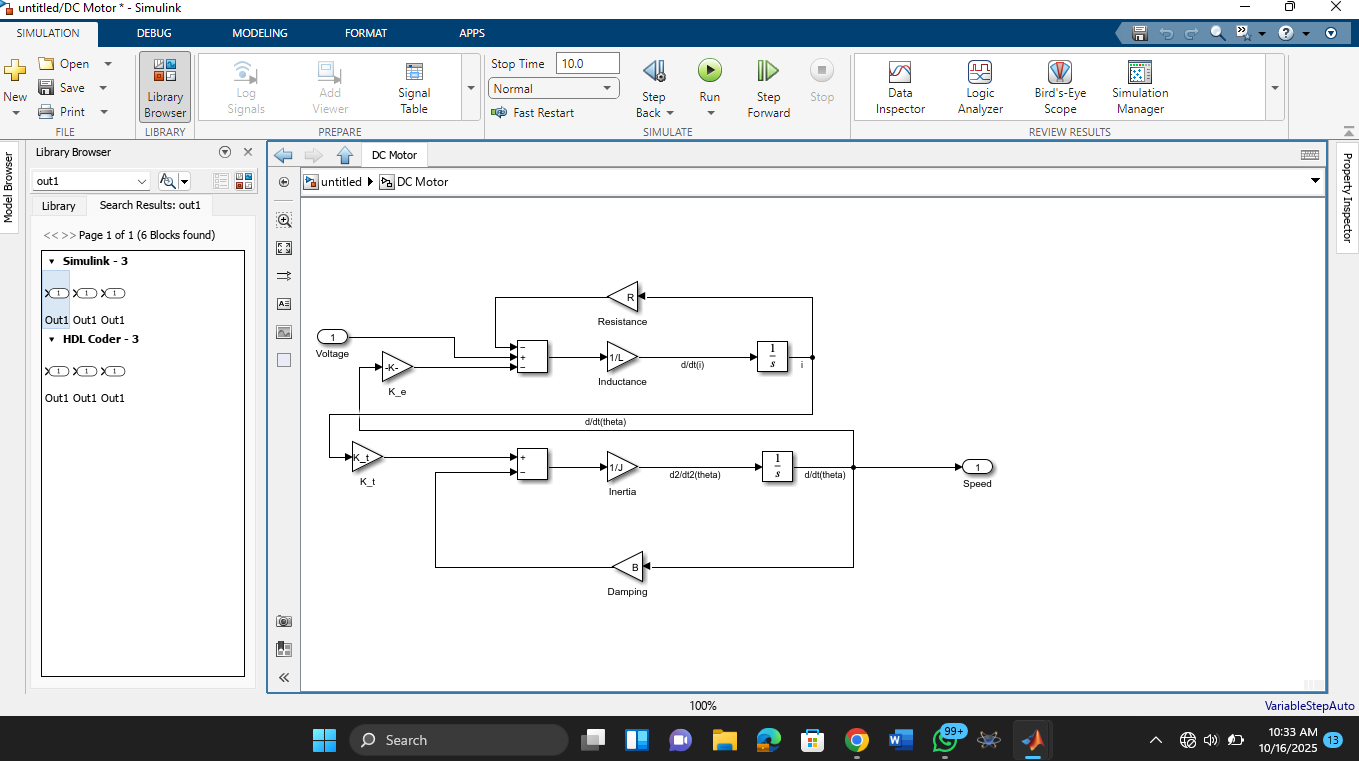 untitled/DC Motor * - Simulink
SIMULATION DEBUG MODELING FORMAT APPS
New
Open
Save
Print
FILE
Library
Browser
LIBRARY
Log
Signals
Add
Viewer
Signal
Table
PREPARE
Stop Time 10.0
Normal
Fast Restart
Step
Back
Run
Step
Forward
Stop
SIMULATE
Data
Inspector
Logic
Analyzer
Bird's-Eye
Scope
Simulation
Manager
REVIEW RESULTS
Model Browser
Library Browser
out1
Library Search Results: out1
<< >> Page 1 of 1 (6 Blocks found)
Simulink - 3
1 1 1
Out1 Out1 Out1
HDL Coder - 3
1 1 1
Out1 Out1 Out1
DC Motor
untitled DC Motor
Property Inspector
R
Resistance
1
Voltage
−
+
−
1/L
Inductance
d/dt(i)
1
s
i
-K-
K_e
d/dt(theta)
K_t
K_t
+
−
1/J
Inertia
d2/dt2(theta)
1
s
d/dt(theta)
1
Speed
B
Damping
100%
VariableStepAuto
Search
99+
10:33 AM
10/16/2025
13